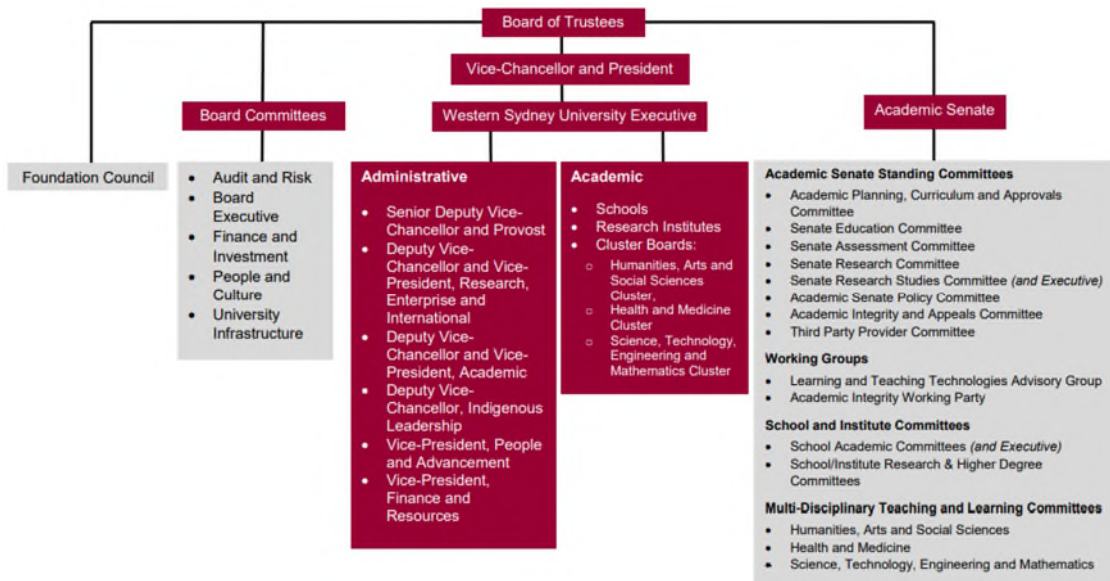 Board of Trustees
Vice-Chancellor and President
Western Sydney University Executive
Board Committees
Academic Senate
Foundation Council
• Audit and Risk
• Board
Executive
• Finance and
Investment
• People and
Culture
• University
Infrastructure
Administrative
• Senior Deputy Vice-
Chancellor and Provost
• Deputy Vice-
Chancellor and Vice-
President, Research,
Enterprise and
International
• Deputy Vice-
Chancellor and Vice-
President, Academic
• Deputy Vice-
Chancellor, Indigenous
Leadership
• Vice-President, People
and Advancement
• Vice-President,
Finance and
Resources
Academic
• Schools
• Research Institutes
• Cluster Boards:
□ Humanities, Arts and
Social Sciences
Cluster,
□ Health and Medicine
Cluster
□ Science, Technology,
Engineering and
Mathematics Cluster
Academic Senate Standing Committees
• Academic Planning, Curriculum and Approvals
Committee
• Senate Education Committee
• Senate Assessment Committee
• Senate Research Committee
• Senate Research Studies Committee (and Executive)
• Academic Senate Policy Committee
• Academic Integrity and Appeals Committee
• Third Party Provider Committee
Working Groups
• Learning and Teaching Technologies Advisory Group
• Academic Integrity Working Party
School and Institute Committees
• School Academic Committees (and Executive)
• School/Institute Research & Higher Degree
Committees
Multi-Disciplinary Teaching and Learning Committees
• Humanities, Arts and Social Sciences
• Health and Medicine
• Science, Technology, Engineering and Mathematics